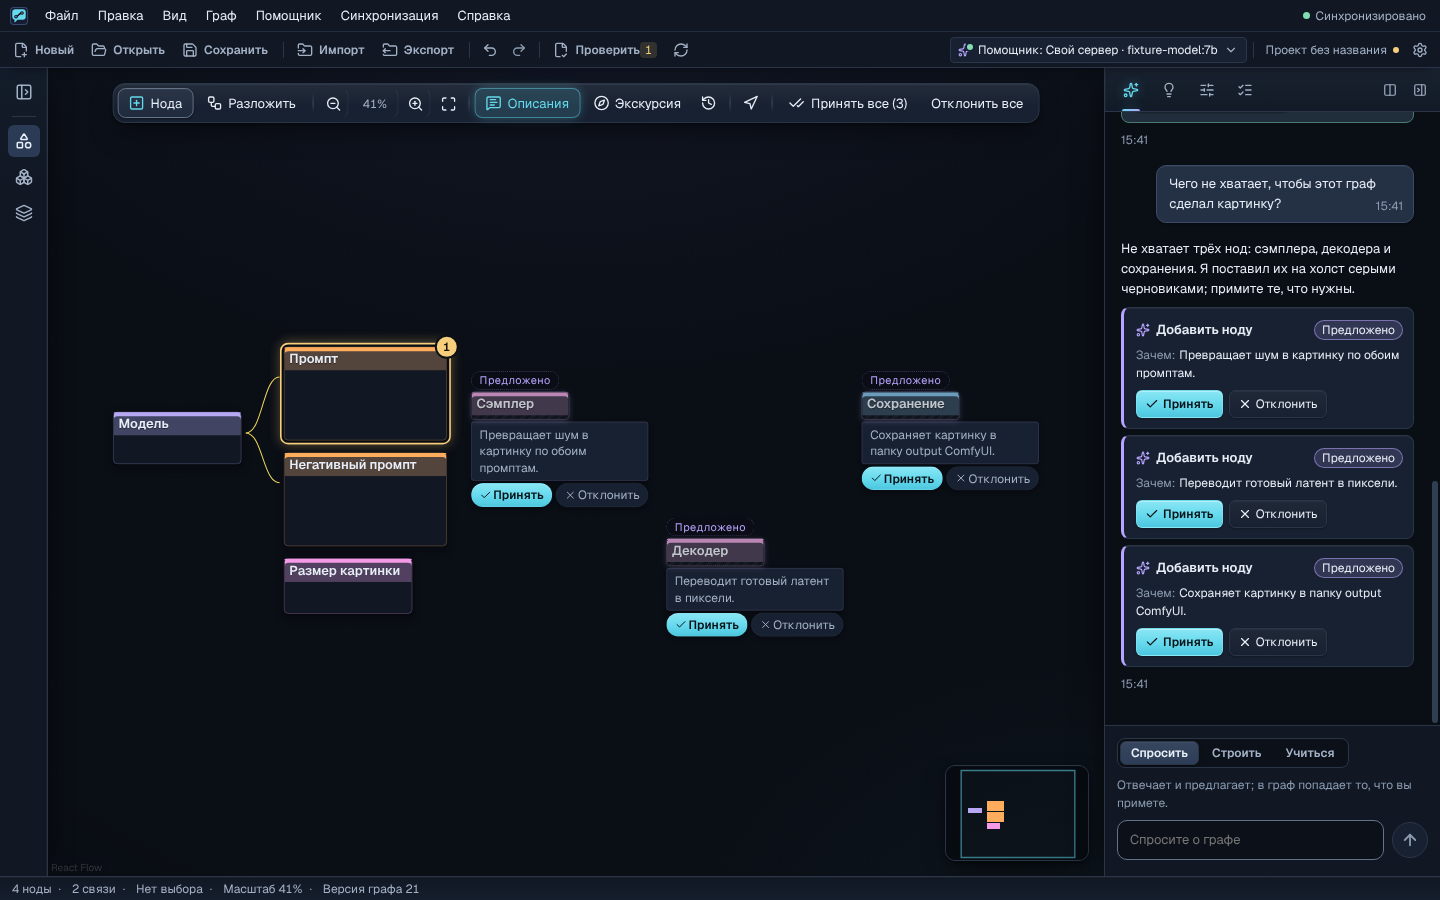 Файл Правка Вид Граф Помощник Синхронизация Справка
Синхронизировано
Новый Открыть Сохранить Импорт Экспорт Проверить 1
Помощник: Свой сервер · fixture-model:7b
Проект без названия
Нода Разложить 41% Описания Экскурсия Принять все (3) Отклонить все
Модель
Промпт
1
Негативный промпт
Размер картинки
Предложено
Сэмплер
Превращает шум в
картинку по обоим
промптам.
Принять Отклонить
Предложено
Декодер
Переводит готовый латент
в пиксели.
Принять Отклонить
Предложено
Сохранение
Сохраняет картинку в
папку output ComfyUI.
Принять Отклонить
React Flow
15:41
Чего не хватает, чтобы этот граф
сделал картинку?
15:41
Не хватает трёх нод: сэмплера, декодера и
сохранения. Я поставил их на холст серыми
черновиками; примите те, что нужны.
Добавить ноду Предложено
Зачем: Превращает шум в картинку по обоим
промптам.
Принять Отклонить
Добавить ноду Предложено
Зачем: Переводит готовый латент в пиксели.
Принять Отклонить
Добавить ноду Предложено
Зачем: Сохраняет картинку в папку output
ComfyUI.
Принять Отклонить
15:41
Спросить Строить Учиться
Отвечает и предлагает; в граф попадает то, что вы
примете.
Спросите о графе
4 ноды · 2 связи · Нет выбора · Масштаб 41% · Версия графа 21